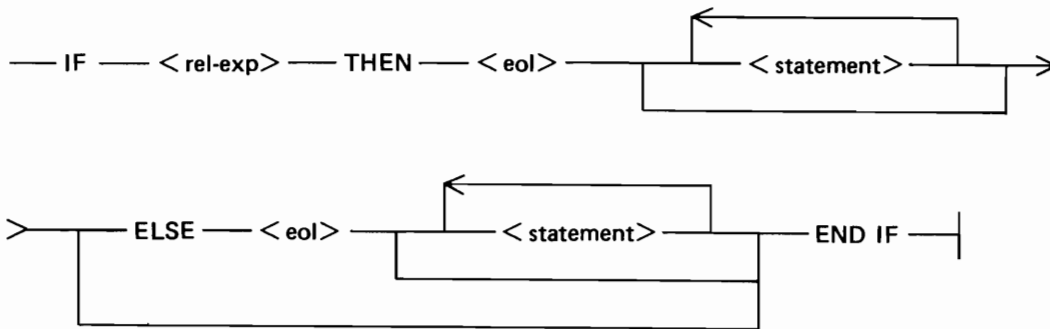 IF <rel-exp> THEN <eol> <statement>
ELSE <eol> <statement> END IF